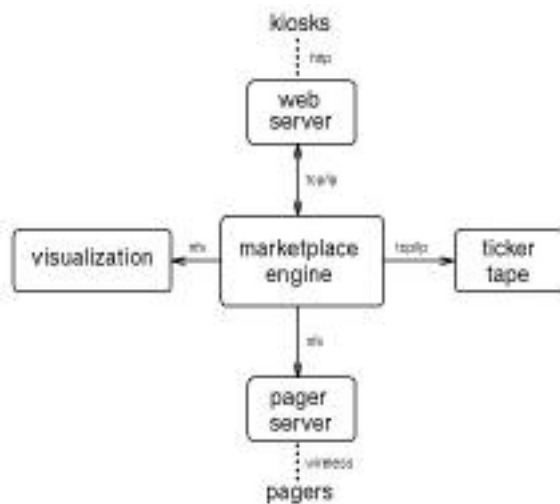 kiosks
http
web
server
tcp/ip
visualization
nfs
marketplace
engine
tcp/ip
ticker
tape
nfs
pager
server
wireless
pagers